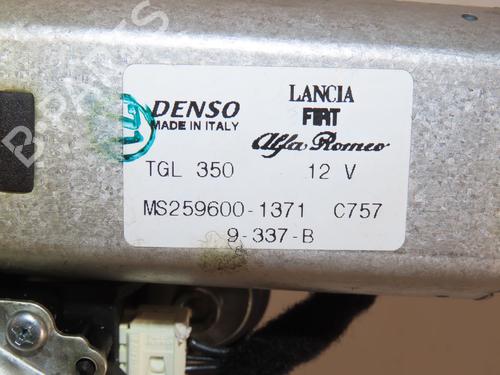 DENSO
MADE IN ITALY
LANCIA
FIAT
Alfa Romeo
TGL 350 12 V
MS259600-1371 C757
9-337-B